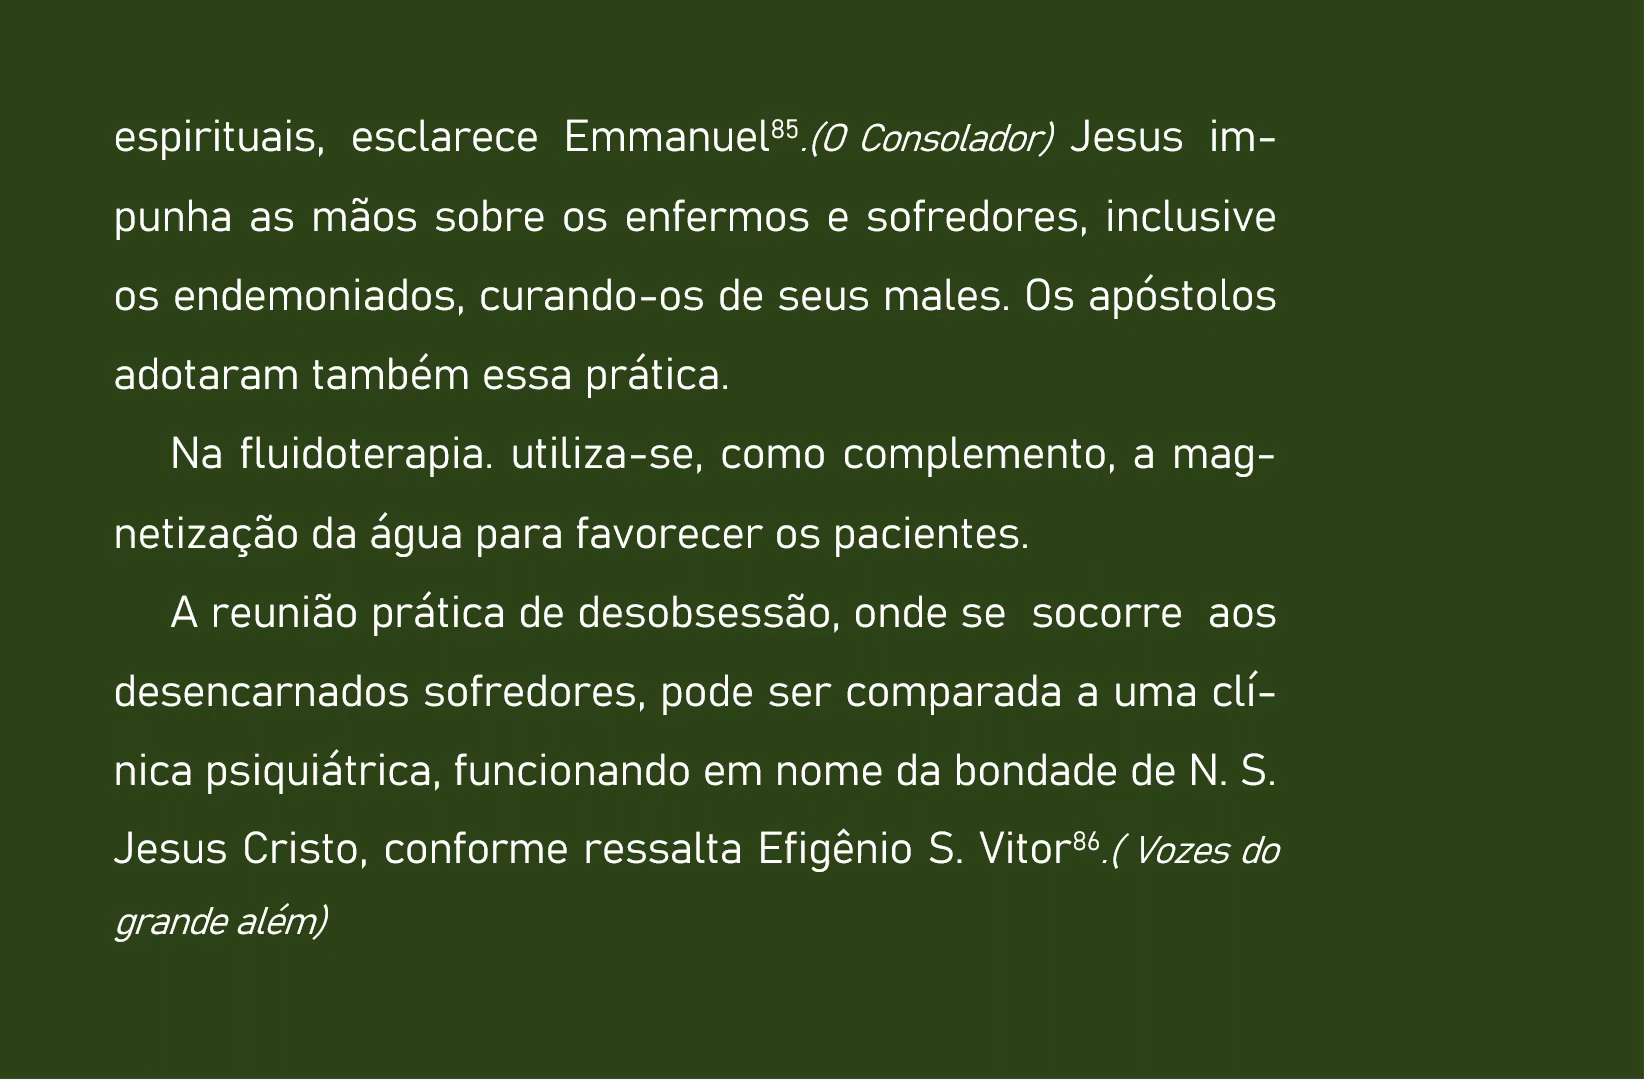 espirituais, esclarece Emmanuel⁸⁵.(O Consolador) Jesus im-
punha as mãos sobre os enfermos e sofredores, inclusive
os endemoniados, curando-os de seus males. Os apóstolos
adotaram também essa prática.
Na fluidoterapia. utiliza-se, como complemento, a mag-
netização da água para favorecer os pacientes.
A reunião prática de desobsessão, onde se socorre aos
desencarnados sofredores, pode ser comparada a uma clí-
nica psiquiátrica, funcionando em nome da bondade de N. S.
Jesus Cristo, conforme ressalta Efigênio S. Vitor⁸⁶.( Vozes do
grande além)